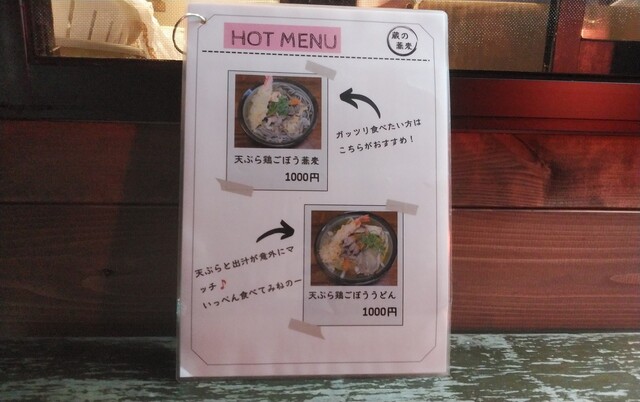 HOT MENU
蔵の
蕎麦
天ぷら鶏ごぼう蕎麦
1000円
ガッツリ食べたい方は
こちらがおすすめ！
天ぷらと出汁が意外にマ
ッチ♪
いっぺん食べてみねのー
天ぷら鶏ごぼううどん
1000円